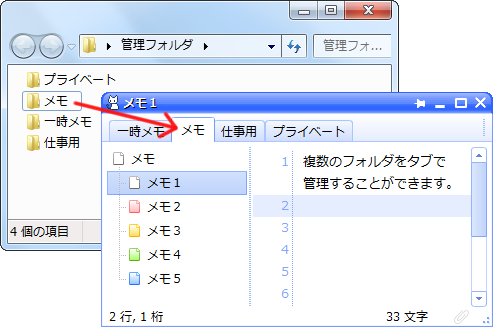 管理フォルダ
管理フォ...
プライベート
メモ
一時メモ
仕事用
4 個の項目
メモ1
一時メモ
メモ
仕事用
プライベート
メモ
メモ1
メモ2
メモ3
メモ4
メモ5
1 複数のフォルダをタブで
管理することができます。
2
3
4
5
6
2 行, 1 桁
33 文字